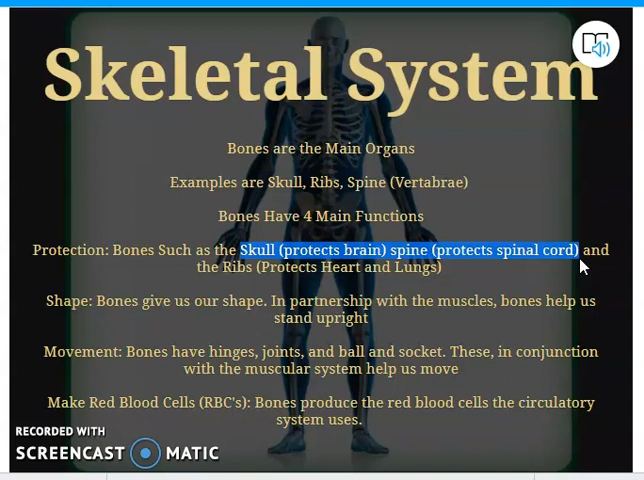 Skeletal System
Bones are the Main Organs
Examples are Skull, Ribs, Spine (Vertabrae)
Bones Have 4 Main Functions
Protection: Bones Such as the Skull (protects brain) spine (protects spinal cord) and
the Ribs (Protects Heart and Lungs)
Shape: Bones give us our shape. In partnership with the muscles, bones help us
stand upright
Movement: Bones have hinges, joints, and ball and socket. These, in conjunction
with the muscular system help us move
Make Red Blood Cells (RBC's): Bones produce the red blood cells the circulatory
system uses.
RECORDED WITH
SCREENCAST MATIC